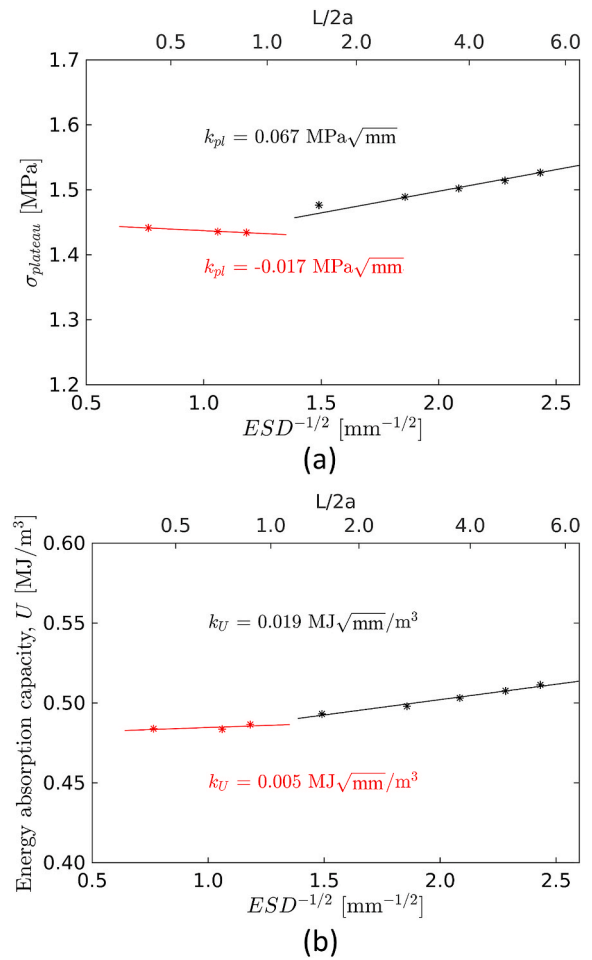 L/2a
0.5 1.0 2.0 4.0 6.0
1.7
1.6
1.5
1.4
1.3
1.2
σ_plateau [MPa]
k_pl = 0.067 MPa√mm
k_pl = -0.017 MPa√mm
0.5 1.0 1.5 2.0 2.5
ESD^{-1/2} [mm^{-1/2}]
(a)
L/2a
0.5 1.0 2.0 4.0 6.0
0.60
0.55
0.50
0.45
0.40
Energy absorption capacity, U [MJ/m³]
k_U = 0.019 MJ√mm/m³
k_U = 0.005 MJ√mm/m³
0.5 1.0 1.5 2.0 2.5
ESD^{-1/2} [mm^{-1/2}]
(b)